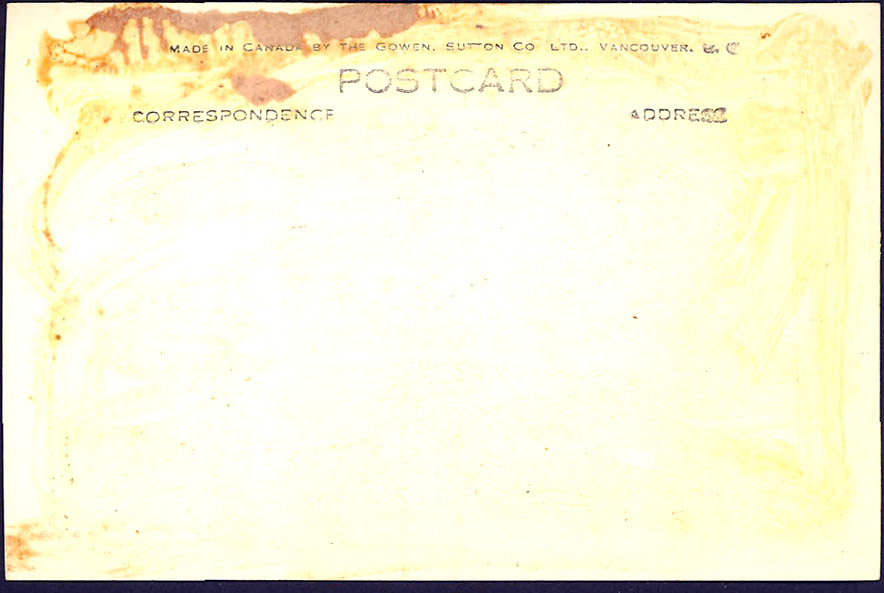 MADE IN CANADA BY THE GOWEN, SUTTON CO LTD., VANCOUVER, B. C
POSTCARD
CORRESPONDENCE
ADDRESS